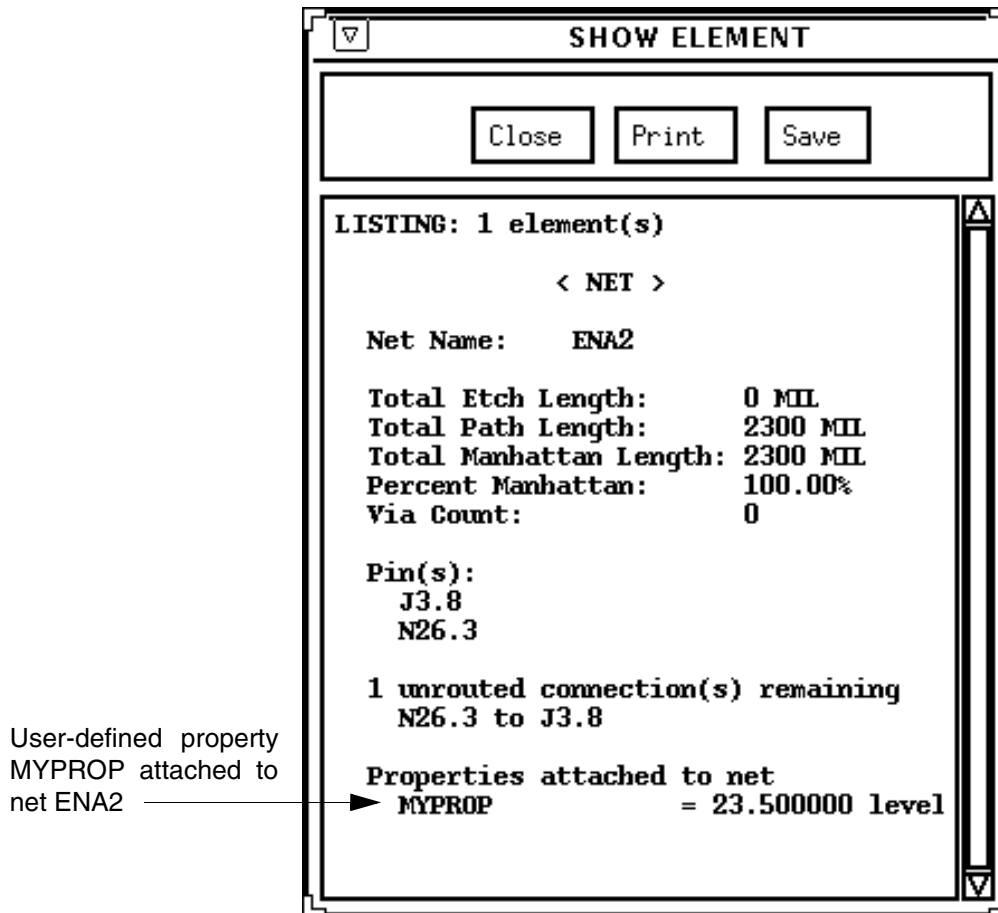 SHOW ELEMENT
Close Print Save
LISTING: 1 element(s)
< NET >
Net Name: ENA2
Total Etch Length: 0 MIL
Total Path Length: 2300 MIL
Total Manhattan Length: 2300 MIL
Percent Manhattan: 100.00%
Via Count: 0
Pin(s):
J3.8
N26.3
1 unrouted connection(s) remaining
N26.3 to J3.8
Properties attached to net
MYPROP = 23.500000 level
User-defined property
MYPROP attached to
net ENA2